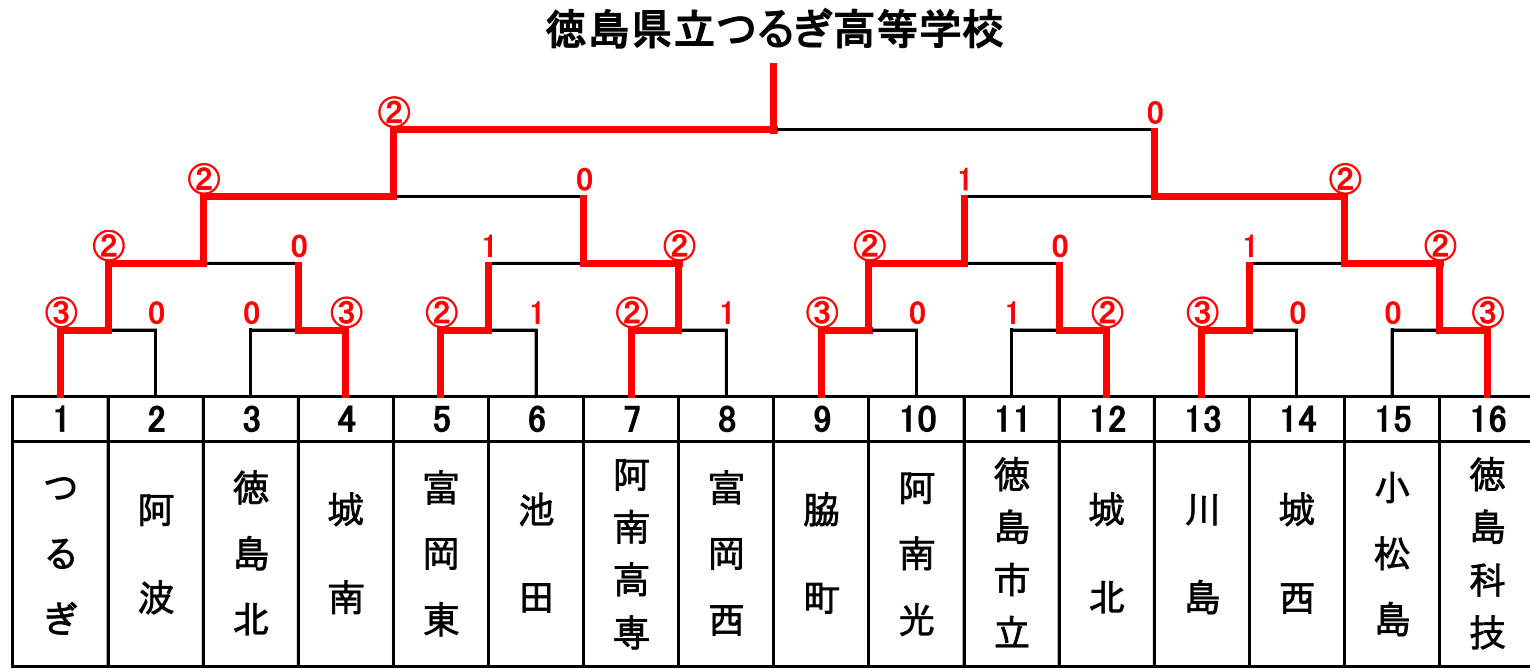 徳島県立つるぎ高等学校
② 0
② 0 1 ②
② 0 1 ② ② 0 1 ②
③ 0 0 ③ ② 1 ② 1 ③ 0 1 ② ③ 0 0 ③
1 2 3 4 5 6 7 8 9 10 11 12 13 14 15 16
つるぎ
阿波
徳島北
城南
富岡東
池田
阿南高専
富岡西
脇町
阿南光
徳島市立
城北
川島
城西
小松島
徳島科技